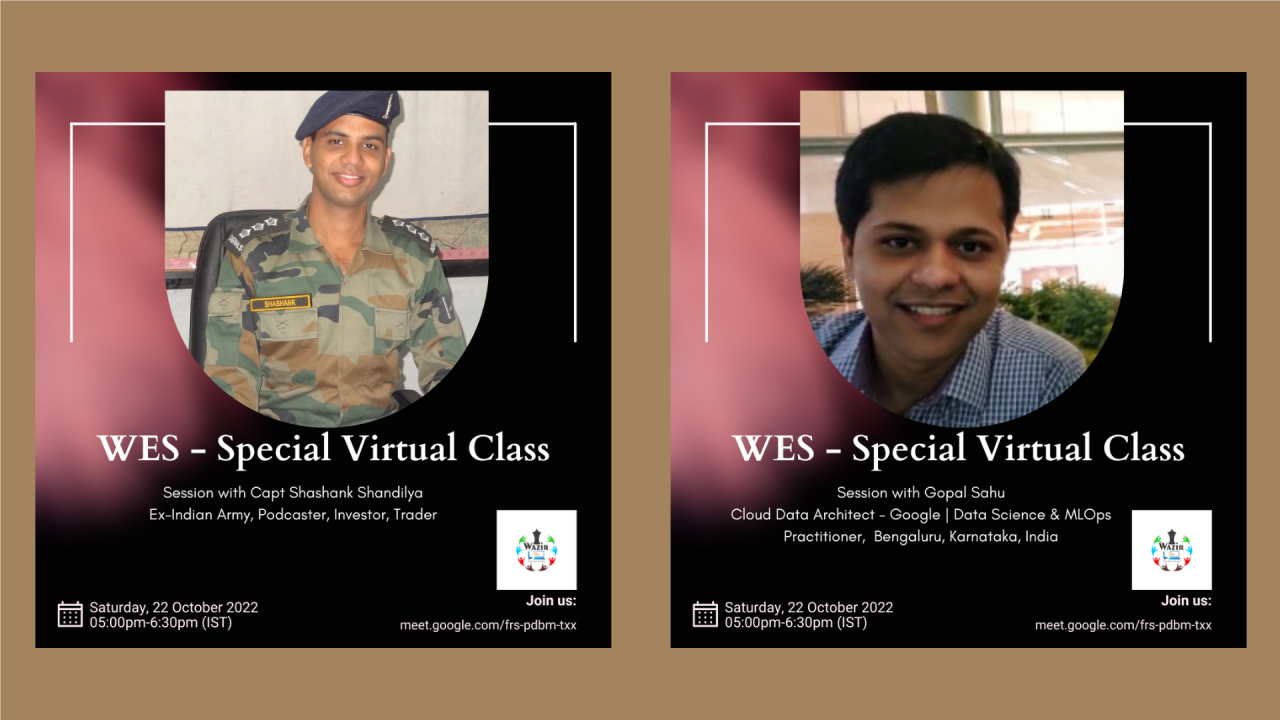 SIGNALS
SHASHANK
WES - Special Virtual Class
Session with Capt Shashank Shandilya
Ex-Indian Army, Podcaster, Investor, Trader
WAZIR
Saturday, 22 October 2022
05:00pm-6:30pm (IST)
Join us:
meet.google.com/frs-pdbm-txx
WES - Special Virtual Class
Session with Gopal Sahu
Cloud Data Architect - Google | Data Science & MLOps
Practitioner, Bengaluru, Karnataka, India
WAZIR
Saturday, 22 October 2022
05:00pm-6:30pm (IST)
Join us:
meet.google.com/frs-pdbm-txx